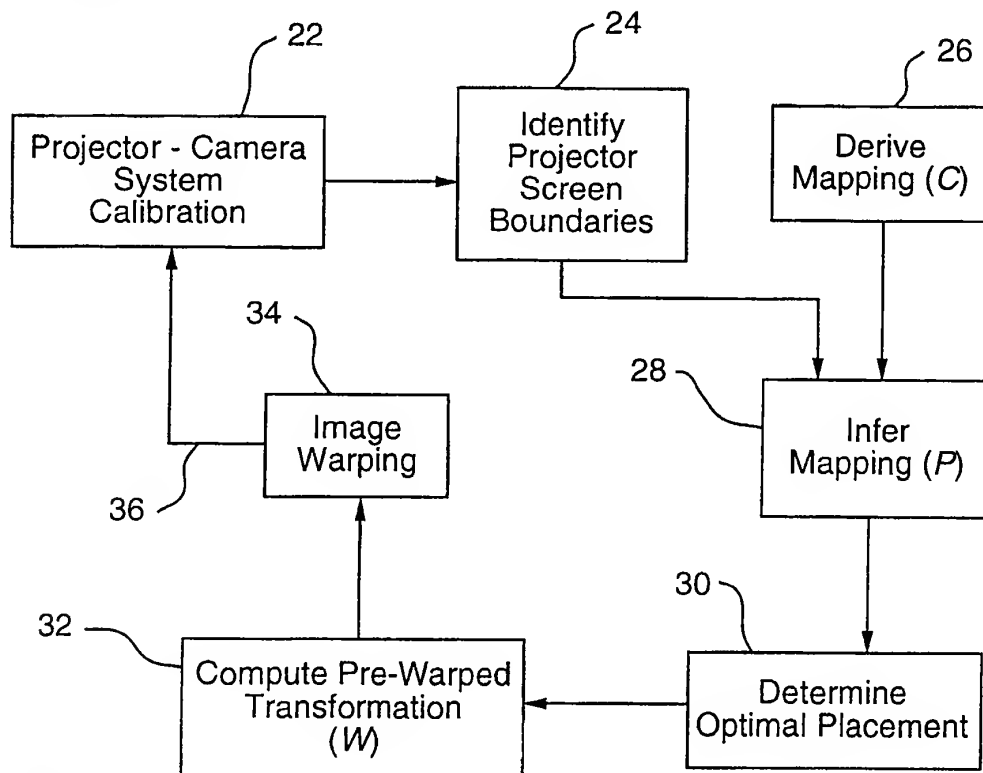 22
24
26
Projector - Camera
System
Calibration
Identify
Projector
Screen
Boundaries
Derive
Mapping (C)
34
28
Image
Warping
Infer
Mapping (P)
36
30
32
Compute Pre-Warped
Transformation
(W)
Determine
Optimal Placement